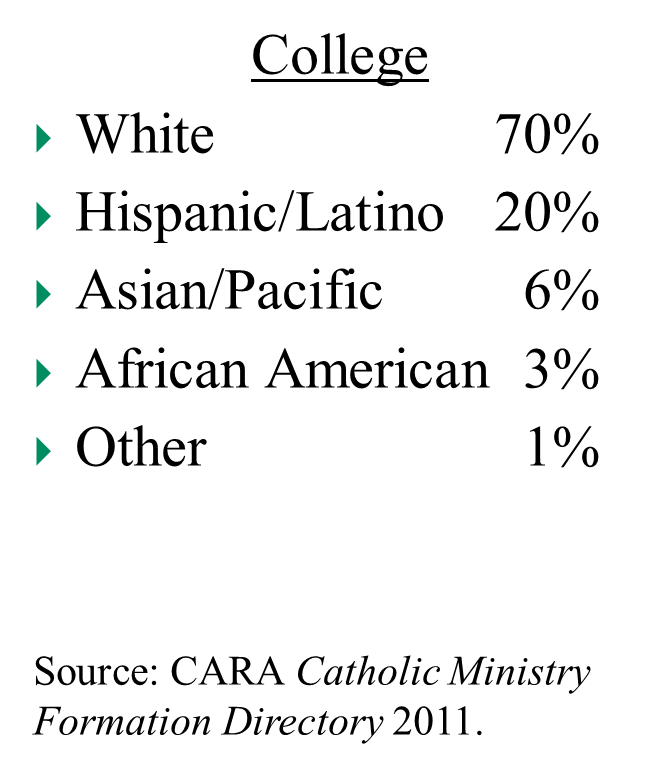 College
White 70%
Hispanic/Latino 20%
Asian/Pacific 6%
African American 3%
Other 1%
Source: CARA Catholic Ministry
Formation Directory 2011.